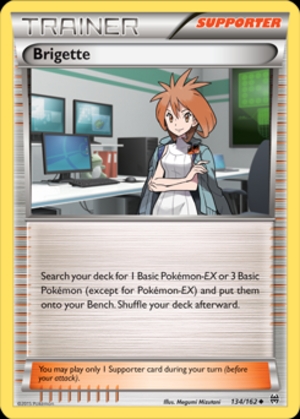 TRAINER
SUPPORTER
Brigette
Search your deck for 1 Basic Pokémon-EX or 3 Basic
Pokémon (except for Pokémon-EX) and put them
onto your Bench. Shuffle your deck afterward.
You may play only 1 Supporter card during your turn (before
your attack).
©2015 Pokémon
Illus. Megumi Mizutani
134/162